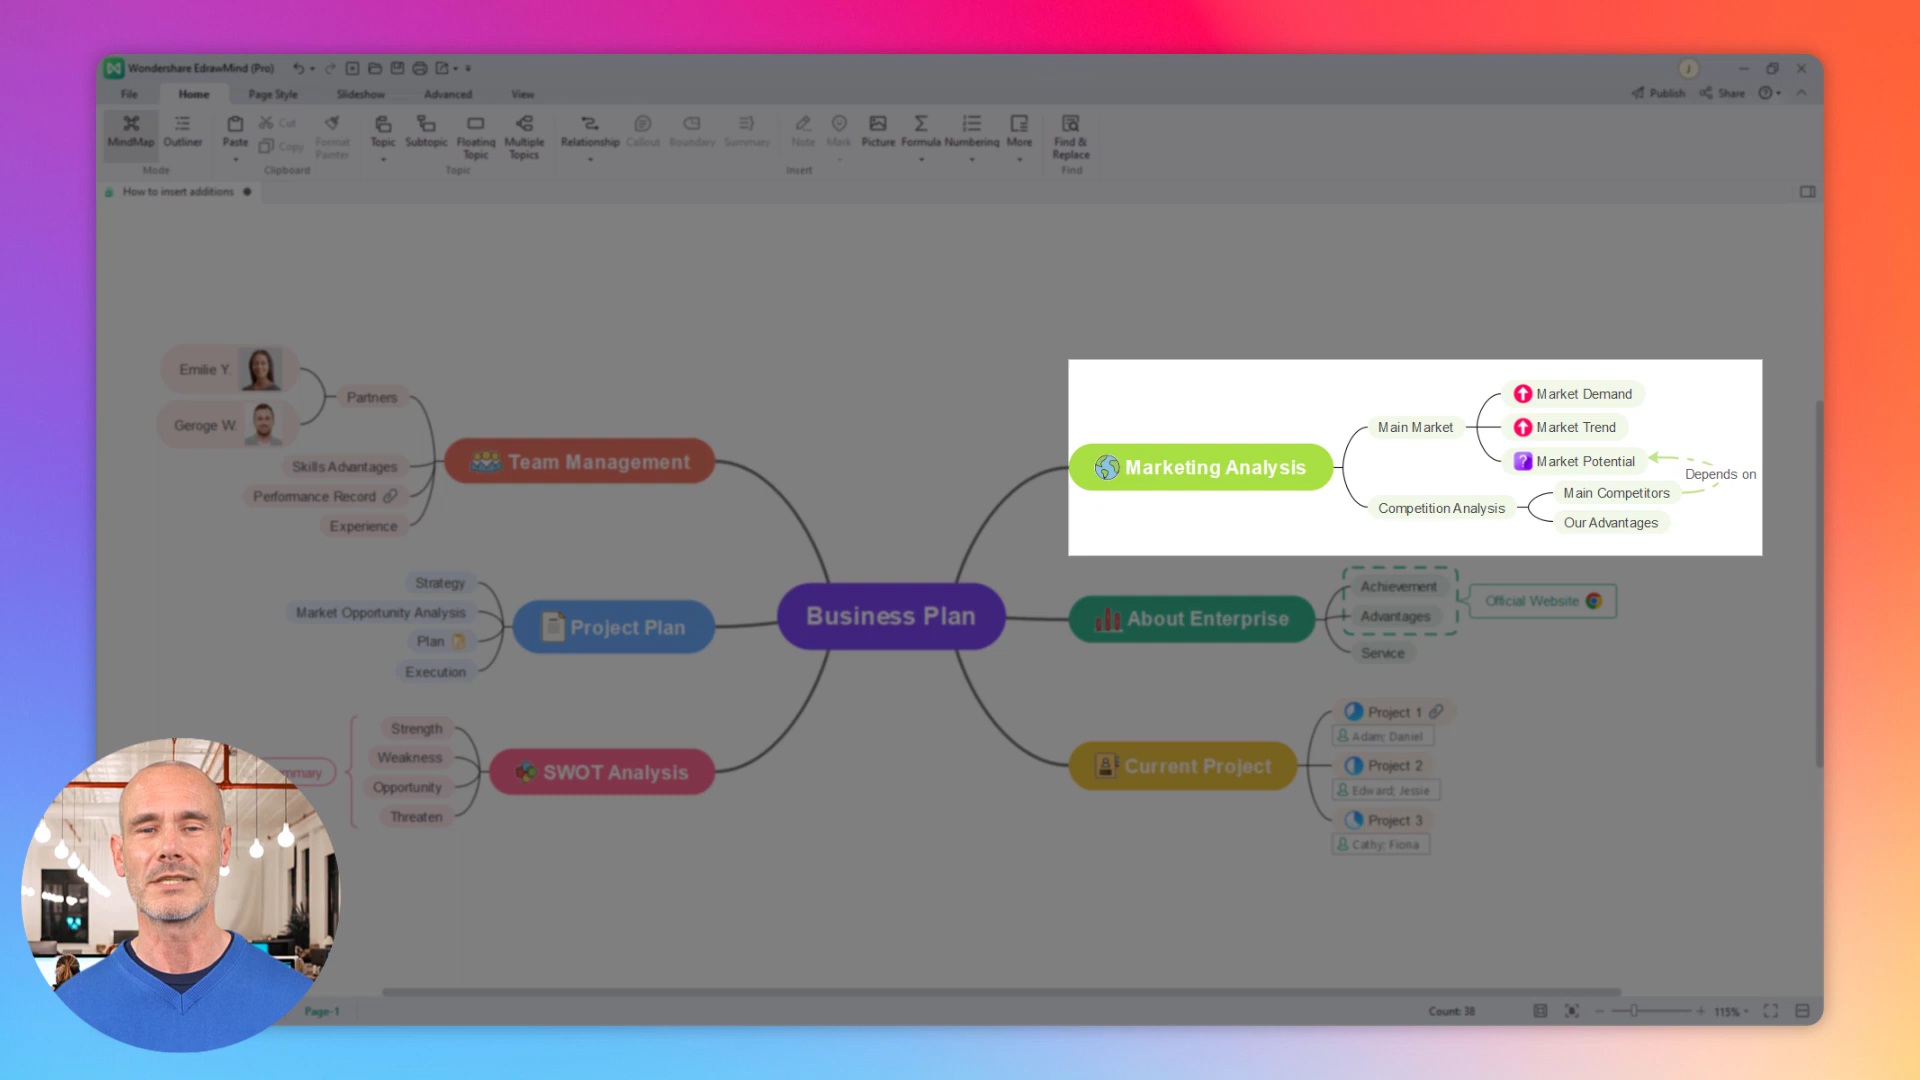 Wondershare EdrawMind (Pro)
J
File
Home
Page Style
Slideshow
Advanced
View
Publish
Share
MindMap
Outliner
Paste
Cut
Copy
Format Painter
Topic
Subtopic
Floating Topic
Multiple Topics
Relationship
Callout
Boundary
Summary
Note
Mark
Picture
Formula
Numbering
More
Find & Replace
Mode
Clipboard
Topic
Insert
Find
How to insert additions
Emilie Y.
Geroge W.
Partners
Skills Advantages
Performance Record
Experience
Team Management
Strategy
Market Opportunity Analysis
Plan
Execution
Project Plan
Strength
Weakness
Opportunity
Threaten
mmary
SWOT Analysis
Business Plan
Marketing Analysis
Main Market
Market Demand
Market Trend
Market Potential
Depends on
Competition Analysis
Main Competitors
Our Advantages
About Enterprise
Achievement
Advantages
Service
Official Website
Current Project
Project 1
Adam; Daniel
Project 2
Edward; Jessie
Project 3
Cathy; Fiona
Page-1
Count: 38
115%